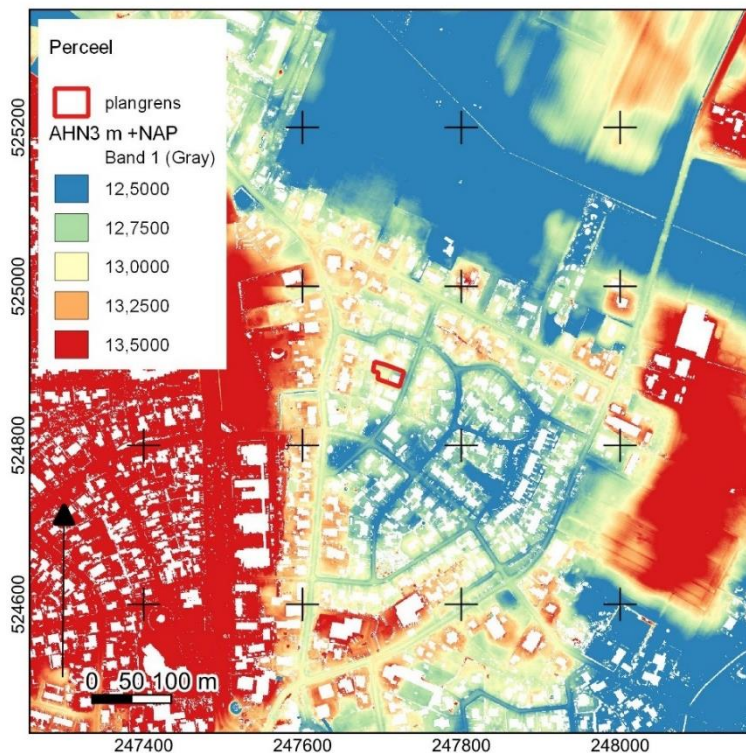 Perceel
plangrens
AHN3 m +NAP
Band 1 (Gray)
12,5000
12,7500
13,0000
13,2500
13,5000
525200
525000
524800
524600
0 50 100 m
247400 247600 247800 248000